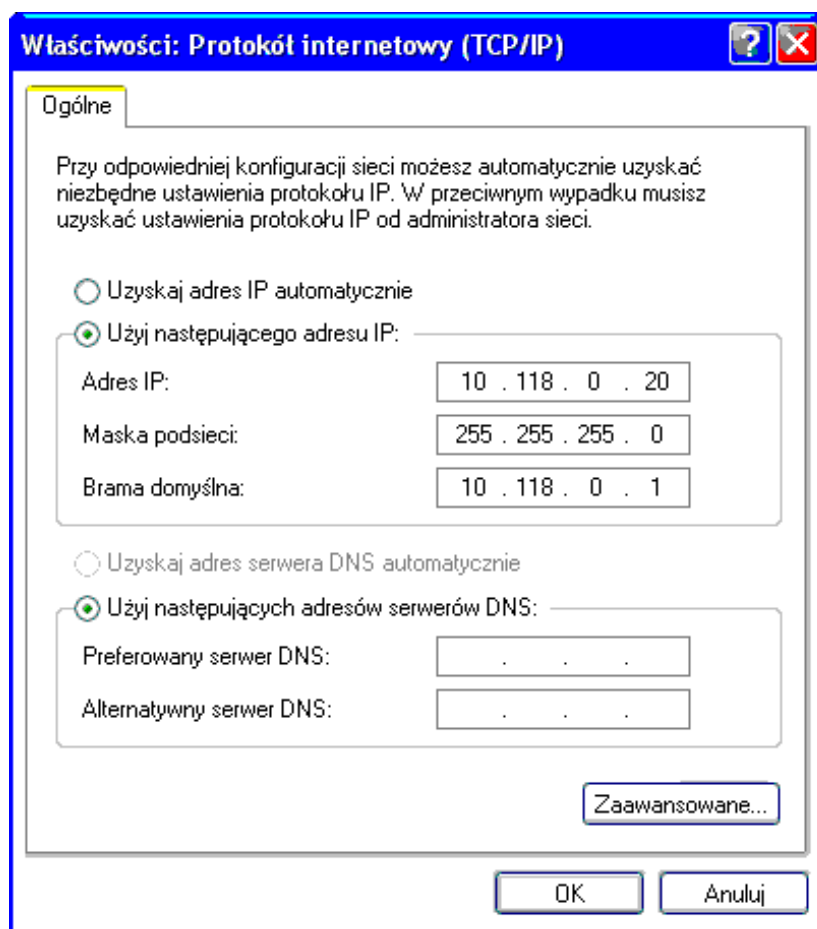 Właściwości: Protokół internetowy (TCP/IP)
Ogólne
Przy odpowiedniej konfiguracji sieci możesz automatycznie uzyskać
niezbędne ustawienia protokołu IP. W przeciwnym wypadku musisz
uzyskać ustawienia protokołu IP od administratora sieci.
Uzyskaj adres IP automatycznie
Użyj następującego adresu IP:
Adres IP: 10 . 118 . 0 . 20
Maska podsieci: 255 . 255 . 255 . 0
Brama domyślna: 10 . 118 . 0 . 1
Uzyskaj adres serwera DNS automatycznie
Użyj następujących adresów serwerów DNS:
Preferowany serwer DNS: . . .
Alternatywny serwer DNS: . . .
Zaawansowane...
OK Anuluj